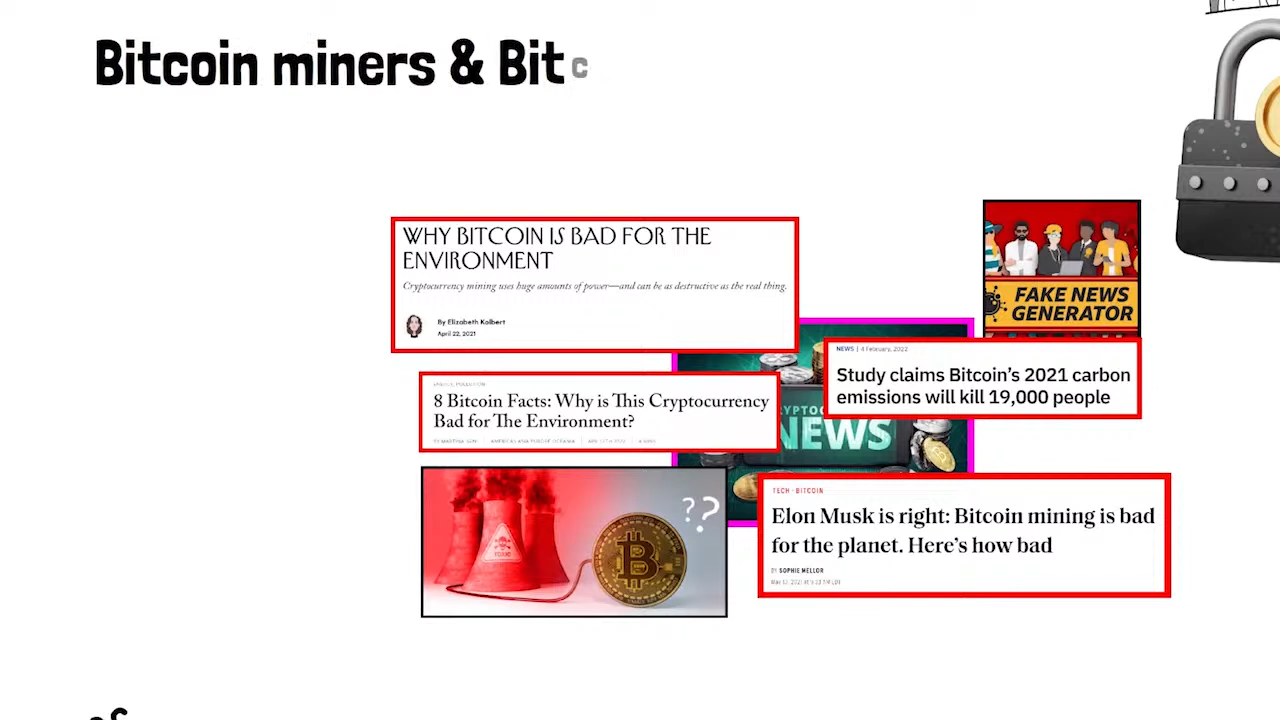 Bitcoin miners & Bitc
WHY BITCOIN IS BAD FOR THE
ENVIRONMENT
Cryptocurrency mining uses huge amounts of power—and can be as destructive as the real thing.
By Elizabeth Kolbert
April 22, 2021
FAKE NEWS
GENERATOR
NEWS | 4 February, 2022
Study claims Bitcoin's 2021 carbon
emissions will kill 19,000 people
8 Bitcoin Facts: Why is This Cryptocurrency
Bad for The Environment?
NEWS
TECH · BITCOIN
Elon Musk is right: Bitcoin mining is bad
for the planet. Here's how bad
BY SOPHIE MELLOR
??